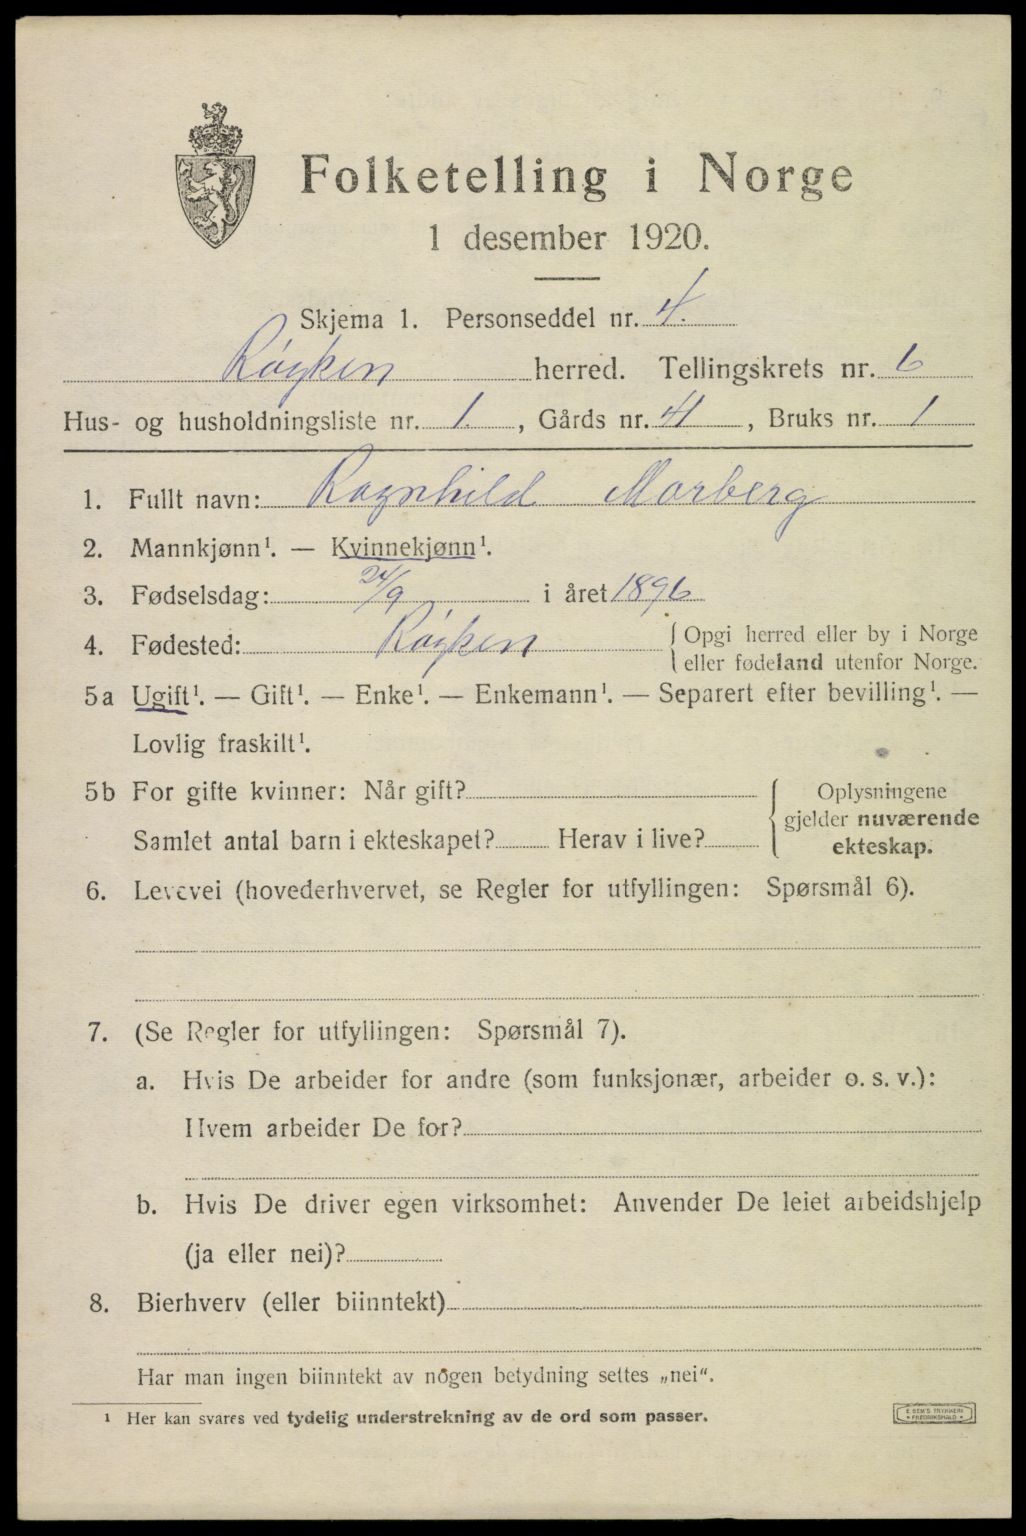 Folketelling i Norge
1 desember 1920.
Skjema 1. Personseddel nr. 4.
Røyken herred. Tellingskrets nr. 6
Hus- og husholdningsliste nr. 1. , Gårds nr. 41 , Bruks nr. 1
1. Fullt navn: Ragnhild Morberg
2. Mannkjønn¹. — Kvinnekjønn¹.
3. Fødselsdag: 24/9 i året 1896
4. Fødested: Røyken { Opgi herred eller by i Norge
eller fødeland utenfor Norge.
5a Ugift¹. — Gift¹. — Enke¹. — Enkemann¹. — Separert efter bevilling¹. —
Lovlig fraskilt¹.
5b For gifte kvinner: Når gift?
Samlet antal barn i ekteskapet? Herav i live?
Oplysningene
gjelder nuværende
ekteskap.
6. Levevei (hovederhvervet, se Regler for utfyllingen: Spørsmål 6).
7. (Se Regler for utfyllingen: Spørsmål 7).
a. Hvis De arbeider for andre (som funksjonær, arbeider o. s. v.):
Hvem arbeider De for?
b. Hvis De driver egen virksomhet: Anvender De leiet arbeidshjelp
(ja eller nei)?
8. Bierhverv (eller biinntekt)
Har man ingen biinntekt av nogen betydning settes „nei".
¹ Her kan svares ved tydelig understrekning av de ord som passer.
E. SEM'S TRYKKERI
* FREDRIKSHALD *